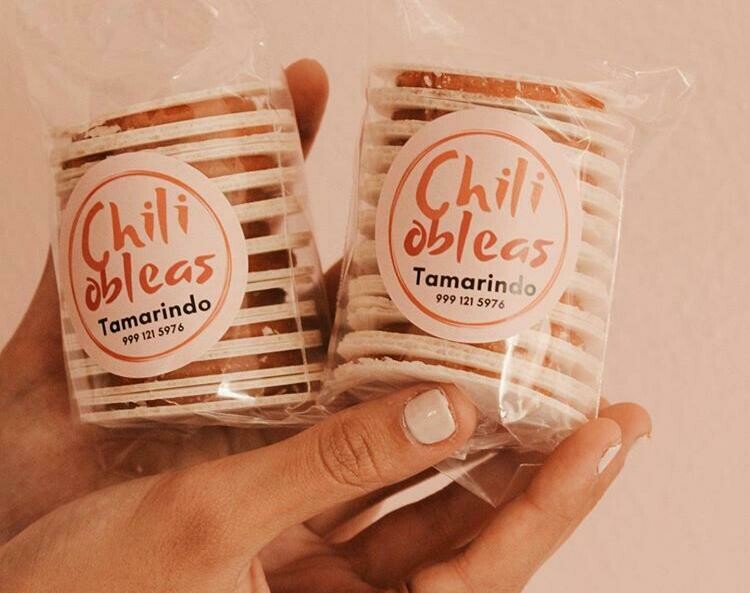 Chili
obleas
Tamarindo
999 121 5976
Chili
obleas
Tamarindo
999 121 5976